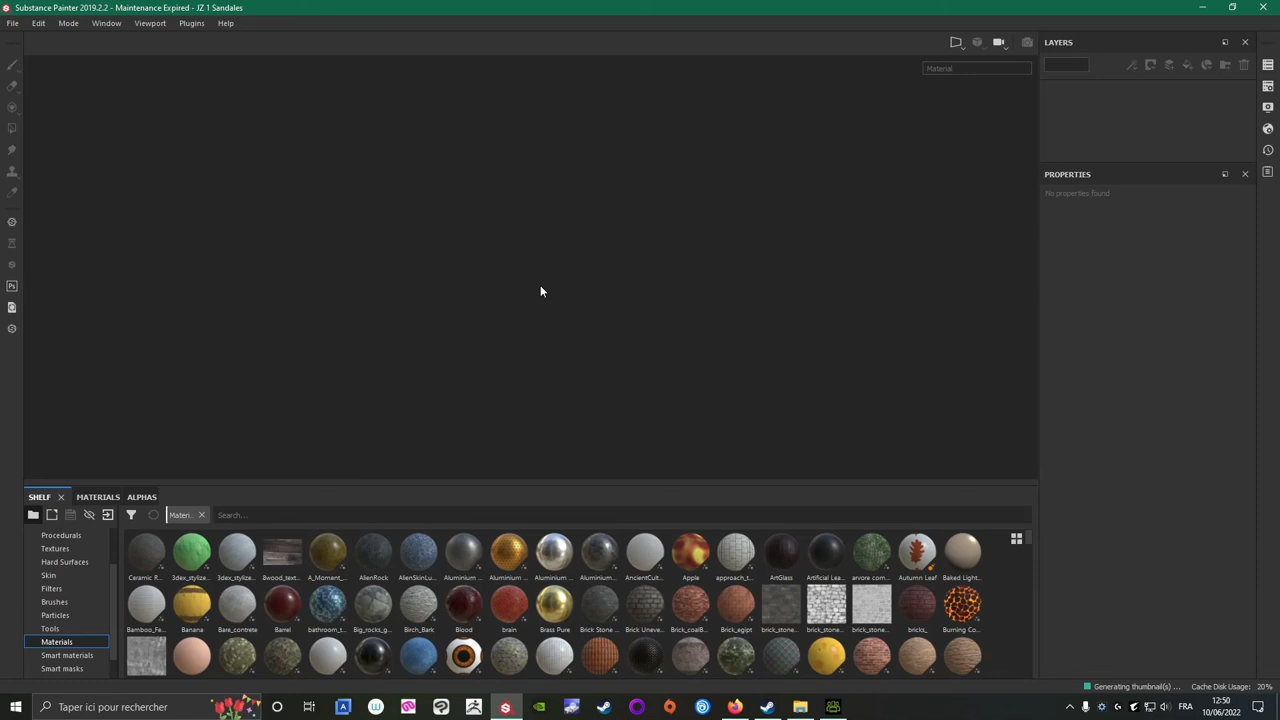 Substance Painter 2019.2.2 - Maintenance Expired - JZ 1 Sandales
File Edit Mode Window Viewport Plugins Help
LAYERS
Material
PROPERTIES
No properties found
SHELF MATERIALS ALPHAS
Materi... Search...
Procedurals
Textures
Hard Surfaces
Skin
Filters
Brushes
Particles
Tools
Materials
Smart materials
Smart masks
Ceramic R... 3dex_stylize... 3dex_stylize... 8wood_text... A_Moment_... AlienRock AlienSkinLu... Aluminium ... Aluminium ... Aluminium ... Aluminium... AncientCult... Apple approach_t... ArtGlass Artificial Lea... arvore com... Autumn Leaf Baked Light...
Bamboo_Fe... Banana Bare_contrete Barrel bathroom_t... Big_rocks_g... Birch_Bark Blood brain Brass Pure Brick Stone ... Brick Uneve... Brick_coalB... Brick_egipt brick_stone... brick_stone... brick_stone... bricks_ Burning Co...
Generating thumbnail(s) ... Cache Disk Usage: 20%
Taper ici pour rechercher
Ps
FR
12:50
10/06/2022